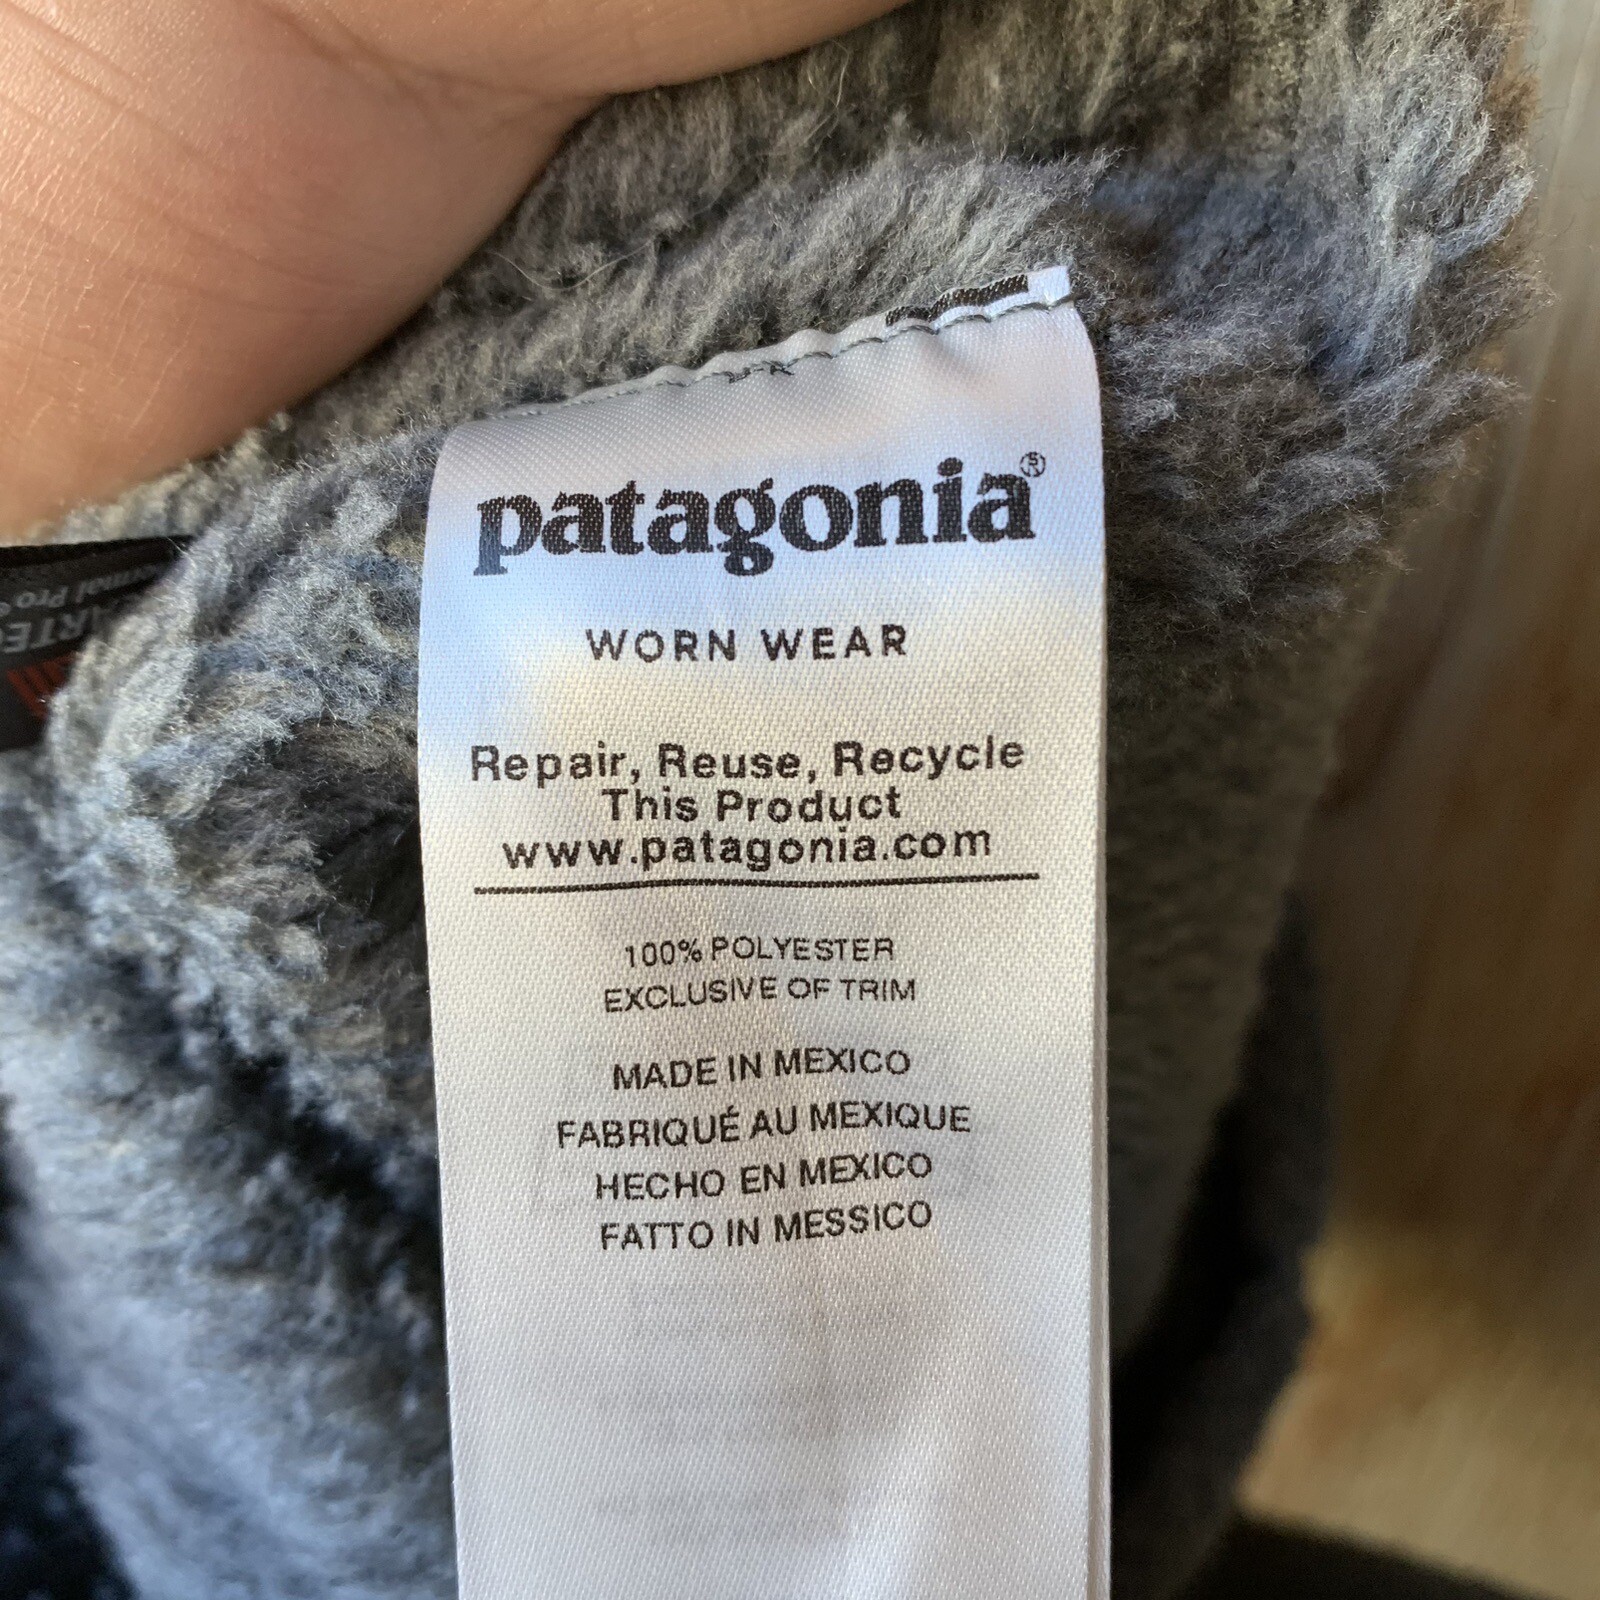 patagonia®
S
WORN WEAR
Repair, Reuse, Recycle
This Product
www.patagonia.com
100% POLYESTER
EXCLUSIVE OF TRIM
MADE IN MEXICO
FABRIQUÉ AU MEXIQUE
HECHO EN MEXICO
FATTO IN MESSICO
Pro